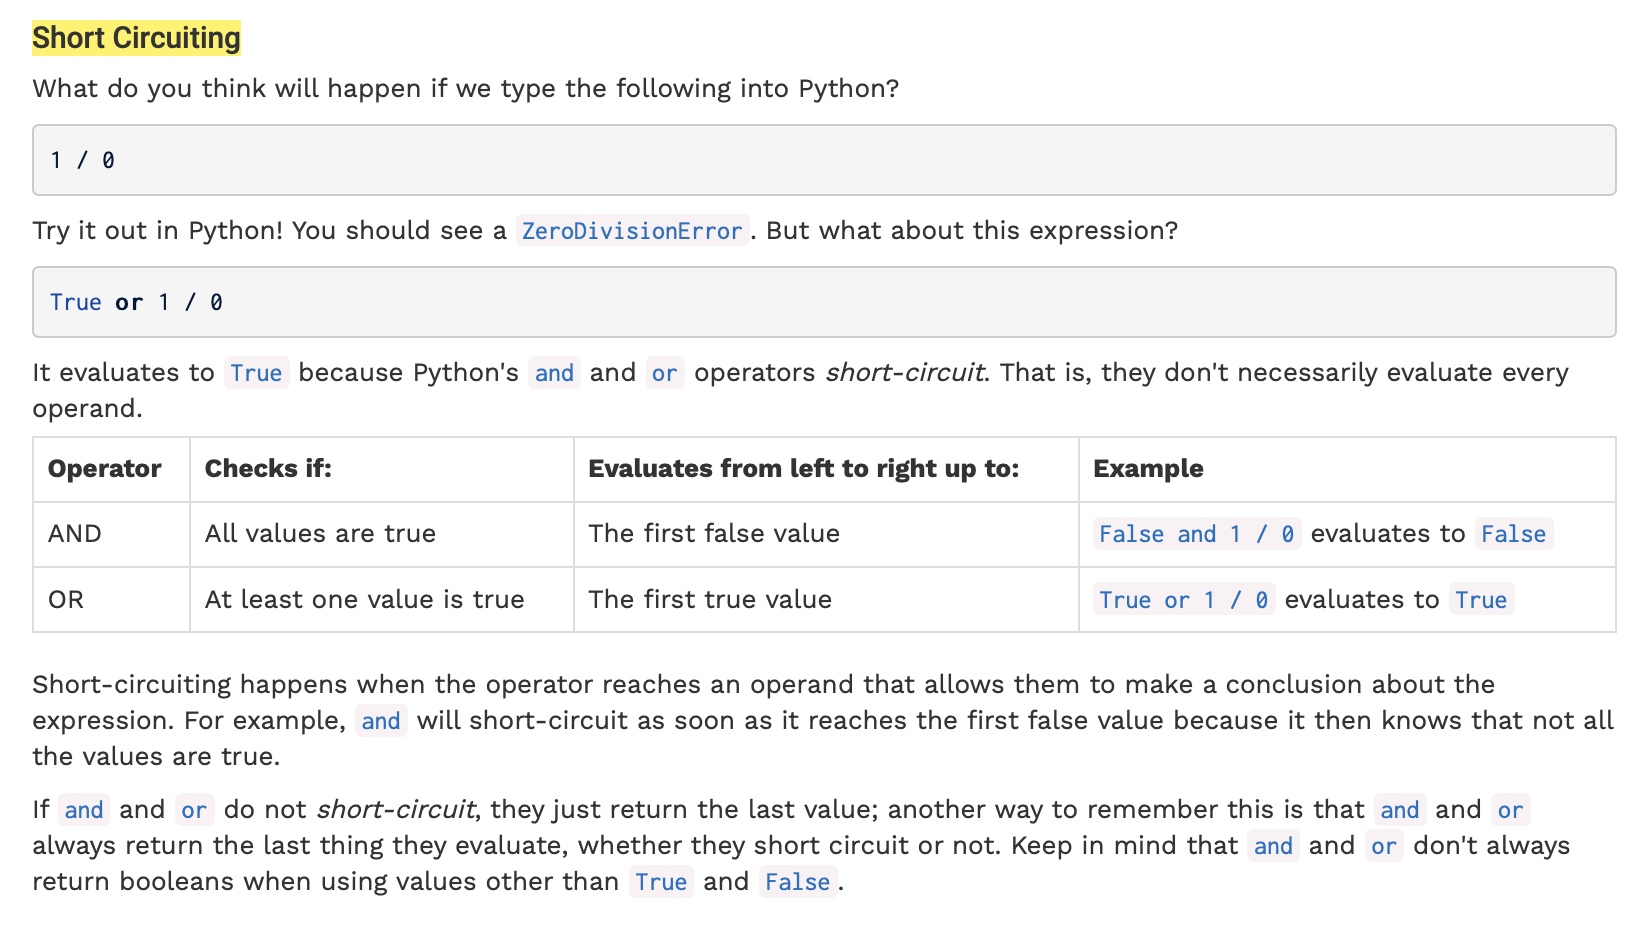 Short Circuiting
What do you think will happen if we type the following into Python?
1 / 0
Try it out in Python! You should see a ZeroDivisionError. But what about this expression?
True or 1 / 0
It evaluates to True because Python's and and or operators short-circuit. That is, they don't necessarily evaluate every
operand.
Operator Checks if: Evaluates from left to right up to: Example
AND All values are true The first false value False and 1 / 0 evaluates to False
OR At least one value is true The first true value True or 1 / 0 evaluates to True
Short-circuiting happens when the operator reaches an operand that allows them to make a conclusion about the
expression. For example, and will short-circuit as soon as it reaches the first false value because it then knows that not all
the values are true.
If and and or do not short-circuit, they just return the last value; another way to remember this is that and and or
always return the last thing they evaluate, whether they short circuit or not. Keep in mind that and and or don't always
return booleans when using values other than True and False.